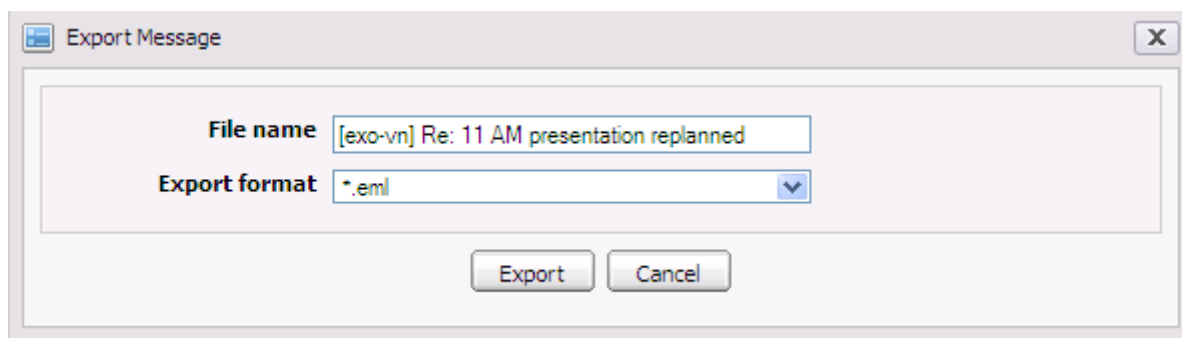 Export Message
X
File name [exo-vn] Re: 11 AM presentation replanned
Export format *.eml
Export Cancel